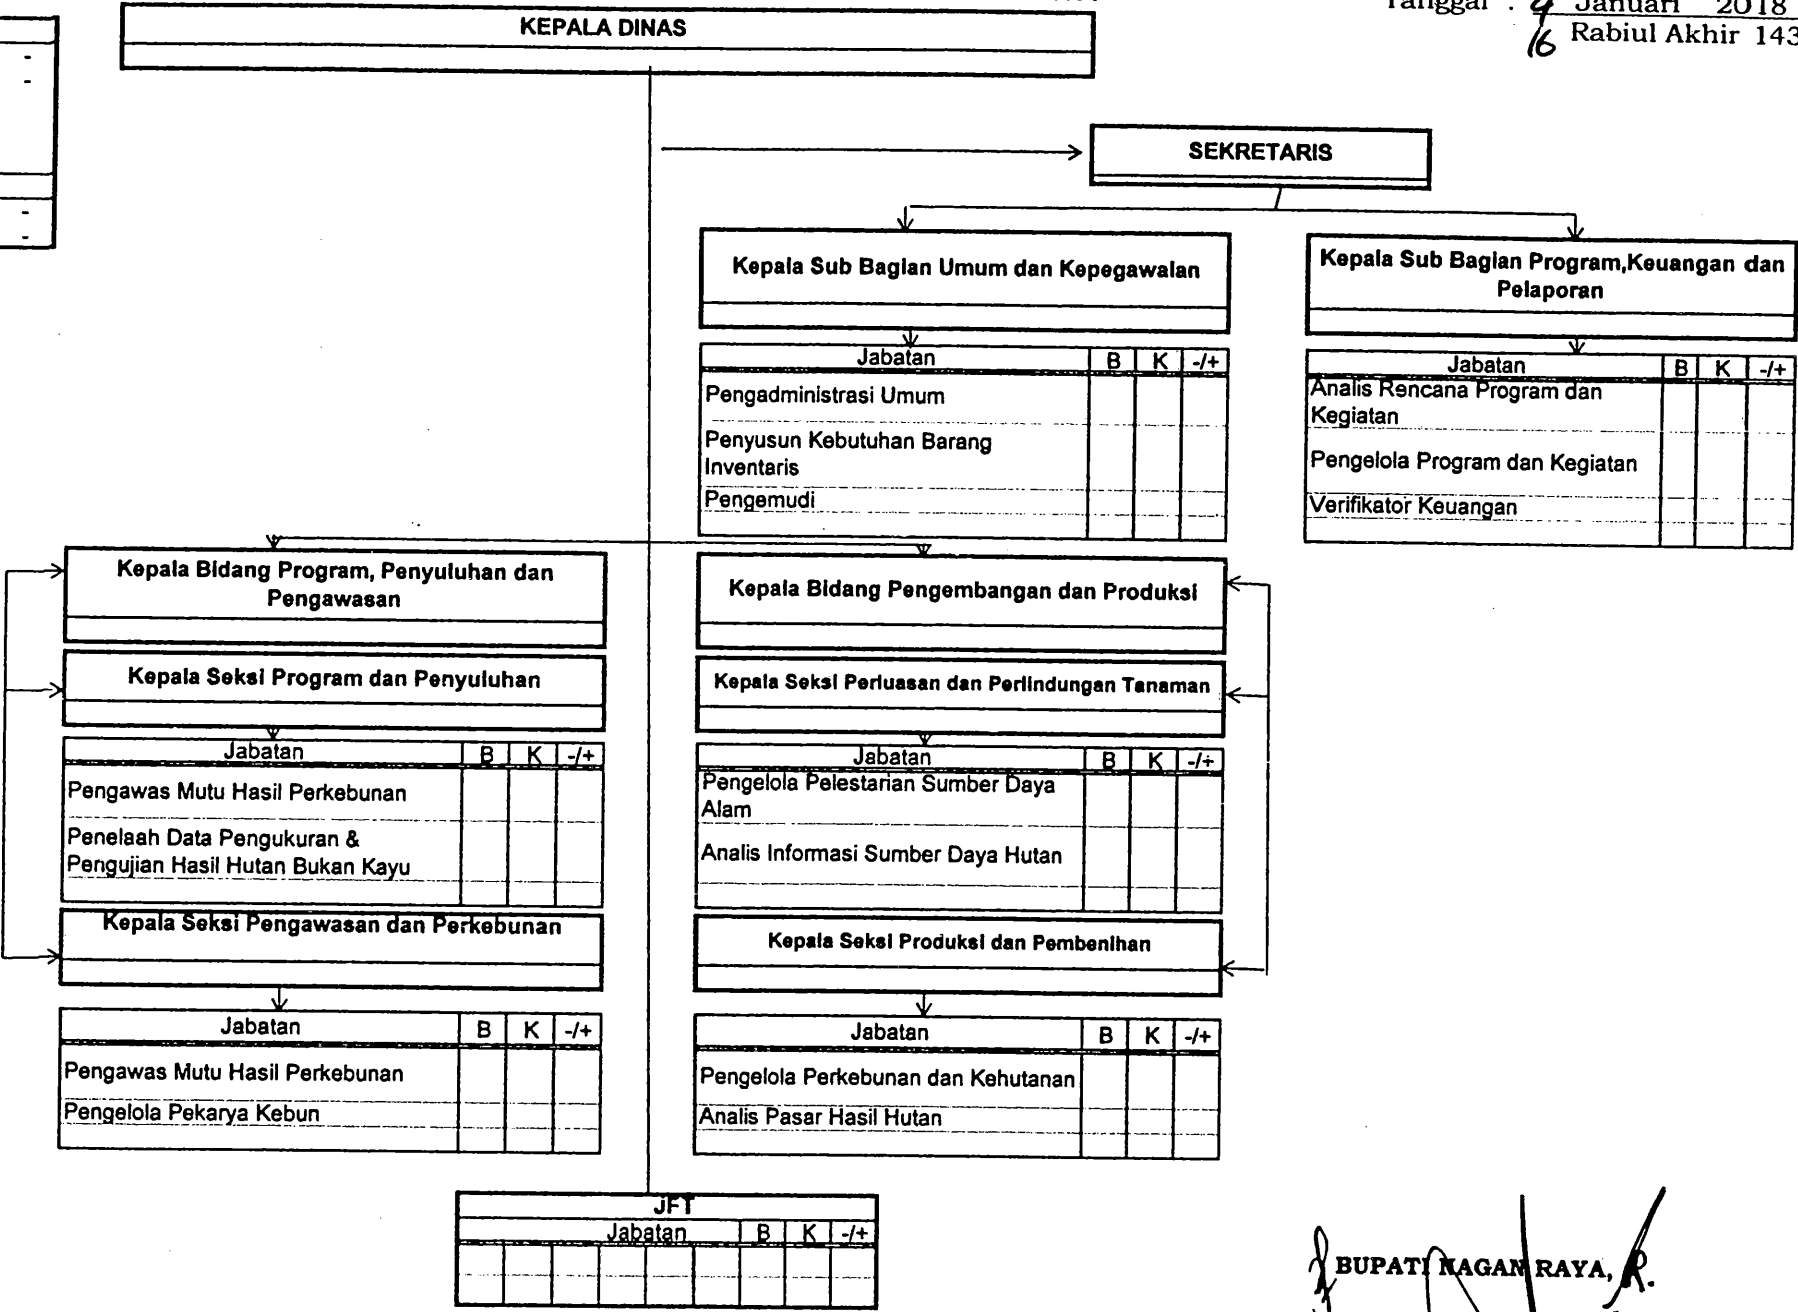 Tanggal : 4 Januari 2018
16 Rabiul Akhir 143
KEPALA DINAS
-
-
-
-
SEKRETARIS
Kepala Sub Bagian Umum dan Kepegawaian
Kepala Sub Bagian Program,Keuangan dan
Pelaporan
Jabatan B K -/+
Pengadministrasi Umum
Penyusun Kebutuhan Barang
Inventaris
Pengemudi
Jabatan B K -/+
Analis Rencana Program dan
Kegiatan
Pengelola Program dan Kegiatan
Verifikator Keuangan
Kepala Bidang Program, Penyuluhan dan
Pengawasan
Kepala Seksi Program dan Penyuluhan
Jabatan B K -/+
Pengawas Mutu Hasil Perkebunan
Penelaah Data Pengukuran &
Pengujian Hasil Hutan Bukan Kayu
Kepala Seksi Pengawasan dan Perkebunan
Jabatan B K -/+
Pengawas Mutu Hasil Perkebunan
Pengelola Pekarya Kebun
Kepala Bidang Pengembangan dan Produksi
Kepala Seksi Perluasan dan Perlindungan Tanaman
Jabatan B K -/+
Pengelola Pelestarian Sumber Daya
Alam
Analis Informasi Sumber Daya Hutan
Kepala Seksi Produksi dan Pembenihan
Jabatan B K -/+
Pengelola Perkebunan dan Kehutanan
Analis Pasar Hasil Hutan
JFT
Jabatan B K -/+
BUPATI NAGAN RAYA,